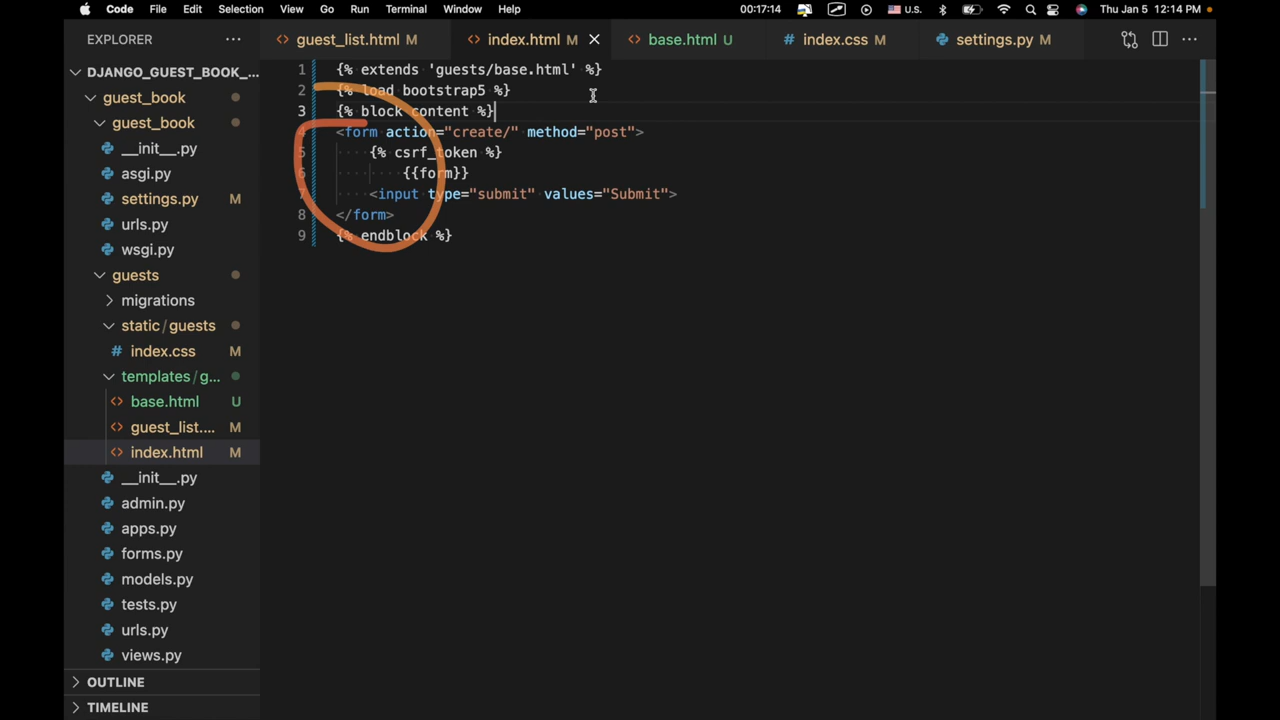 Code File Edit Selection View Go Run Terminal Window Help 00:17:14 U.S. Thu Jan 5 12:14 PM
EXPLORER
guest_list.html M index.html M base.html U index.css M settings.py M
DJANGO_GUEST_BOOK_...
guest_book
guest_book
__init__.py
asgi.py
settings.py M
urls.py
wsgi.py
guests
migrations
static/guests
index.css M
templates/g...
base.html U
guest_list.... M
index.html M
__init__.py
admin.py
apps.py
forms.py
models.py
tests.py
urls.py
views.py
OUTLINE
TIMELINE
1 {% extends 'guests/base.html' %}
2 {% load bootstrap5 %}
3 {% block content %}
4 <form action="create/" method="post">
5 {% csrf_token %}
6 {{form}}
7 <input type="submit" values="Submit">
8 </form>
9 {% endblock %}